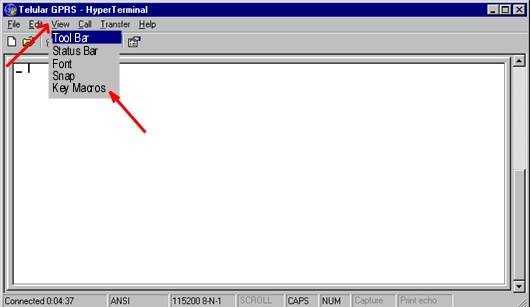 Telular GPRS - HyperTerminal
File Edit View Call Transfer Help
Tool Bar
Status Bar
Font
Snap
Key Macros
Connected 0:04:37 ANSI 115200 8-N-1 SCROLL CAPS NUM Capture Print echo